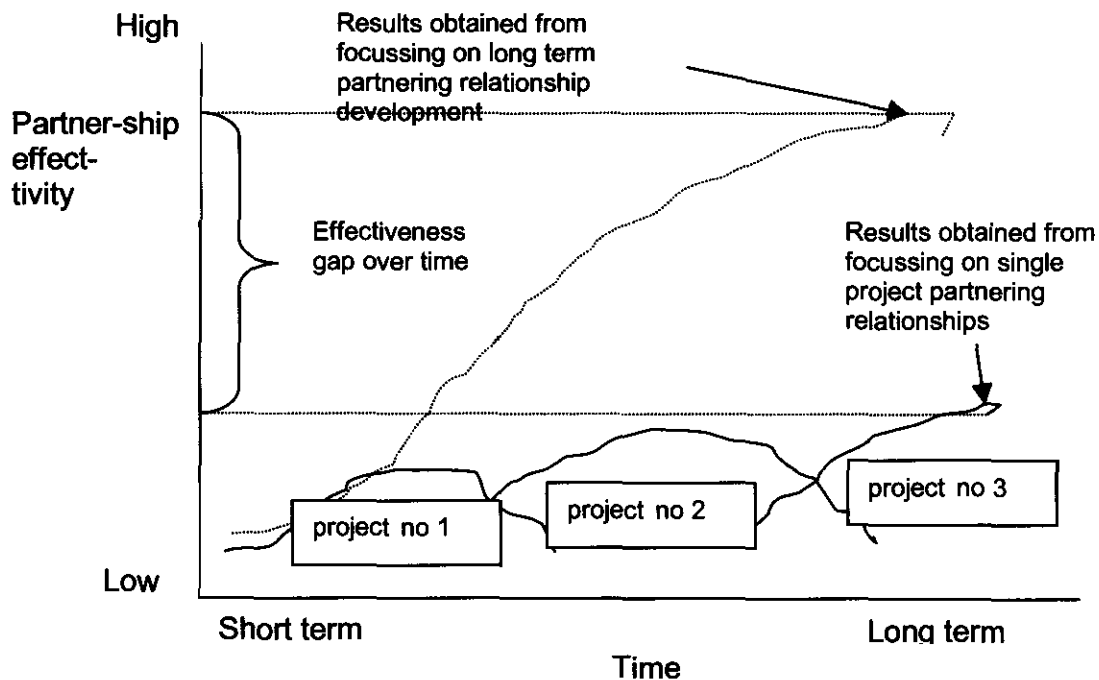 High
Results obtained from
focussing on long term
partnering relationship
development
Partner-ship
effect-
tivity
Effectiveness
gap over time
Results obtained from
focussing on single
project partnering
relationships
project no 1
project no 2
project no 3
Low
Short term
Long term
Time